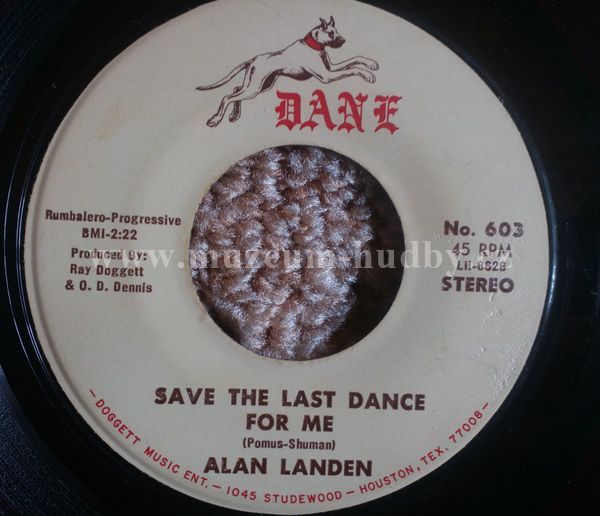 DANE
Rumbalero-Progressive
BMI-2:22
Produced By
Ray Doggett
& O. D. Dennis
No. 603
45 RPM
LH-8628
STEREO
www.muzeum-hudby.cz
SAVE THE LAST DANCE
FOR ME
(Pomus-Shuman)
ALAN LANDEN
DOGGETT MUSIC ENT. — 1045 STUDEWOOD — HOUSTON, TEX. 77008